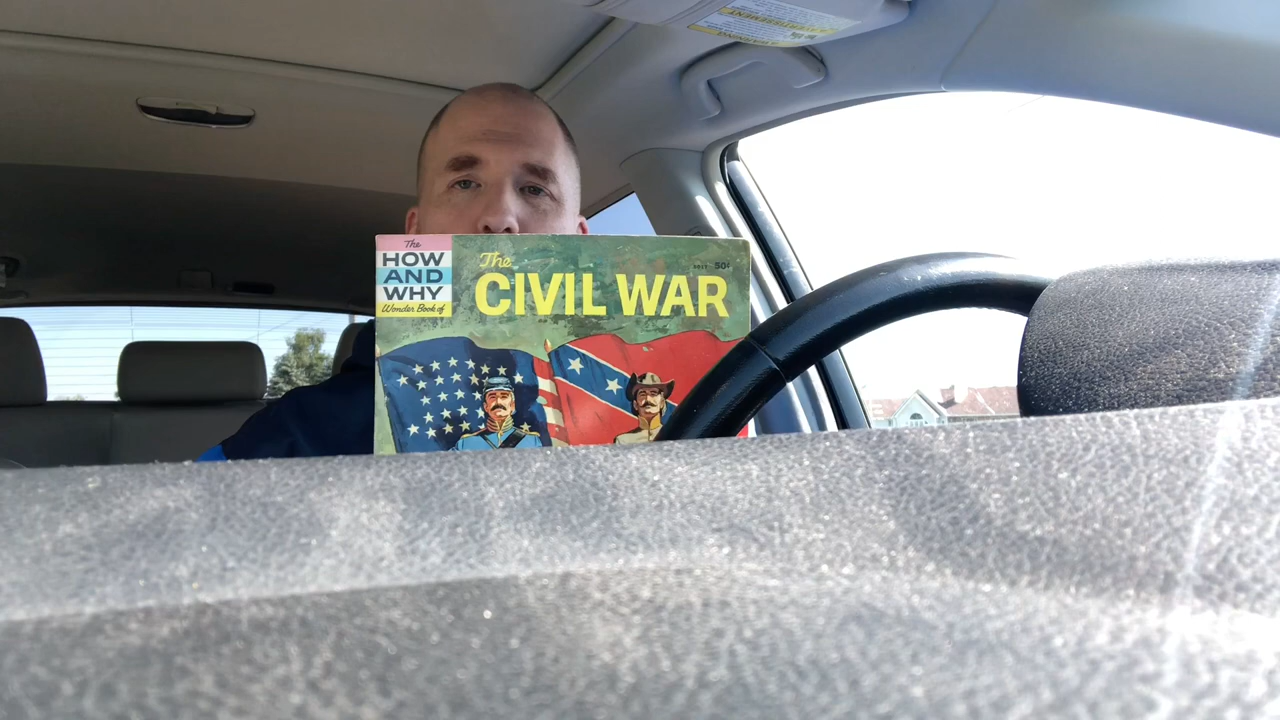 The
HOW
AND
WHY
Wonder Book of
The
CIVIL WAR
50¢